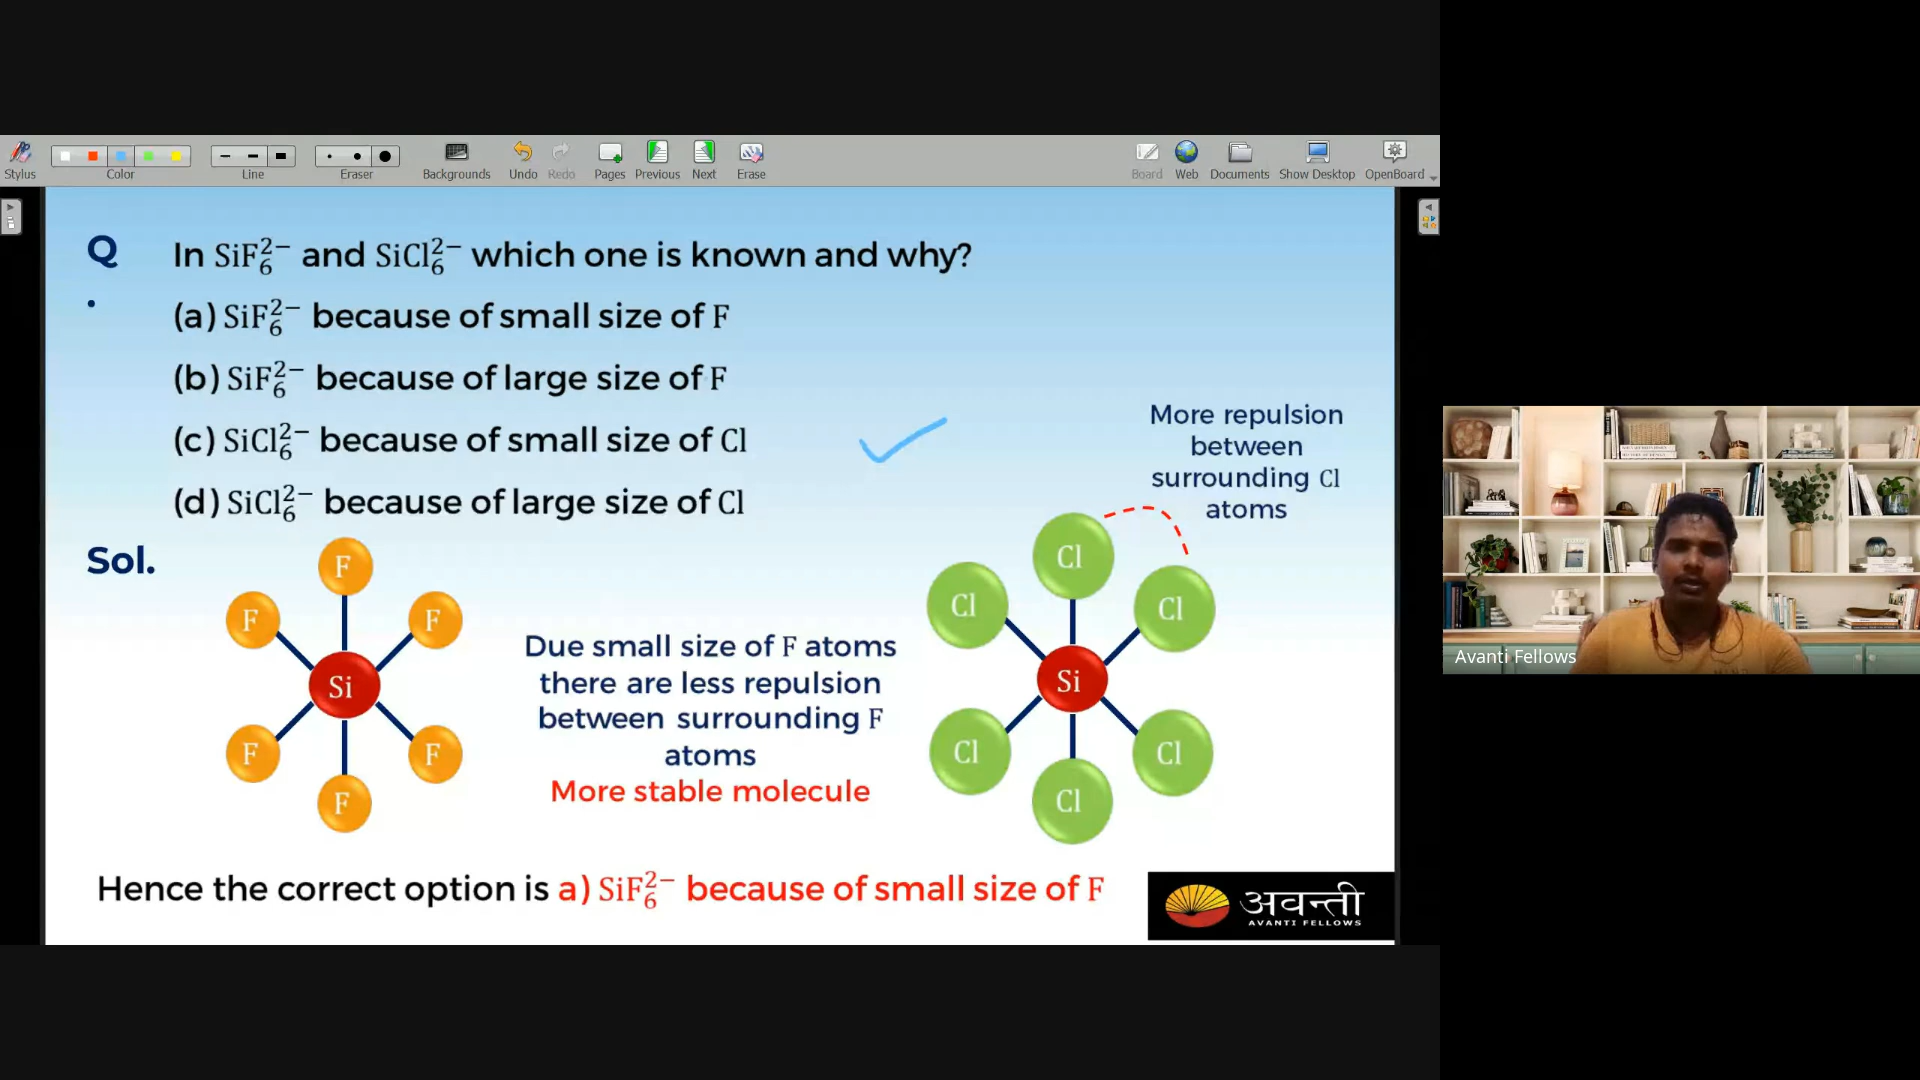 Stylus
Color
Line
Eraser
Backgrounds
Undo
Redo
Pages
Previous
Next
Erase
Board
Web
Documents
Show Desktop
OpenBoard
Q
.
In SiF₆²⁻ and SiCl₆²⁻ which one is known and why?
(a) SiF₆²⁻ because of small size of F
(b) SiF₆²⁻ because of large size of F
(c) SiCl₆²⁻ because of small size of Cl
(d) SiCl₆²⁻ because of large size of Cl
Sol.
F
F
F
Si
F
F
F
Due small size of F atoms
there are less repulsion
between surrounding F
atoms
More stable molecule
More repulsion
between
surrounding Cl
atoms
Cl
Cl
Cl
Si
Cl
Cl
Cl
Hence the correct option is a) SiF₆²⁻ because of small size of F
अवन्ती
AVANTI FELLOWS
Avanti Fellows